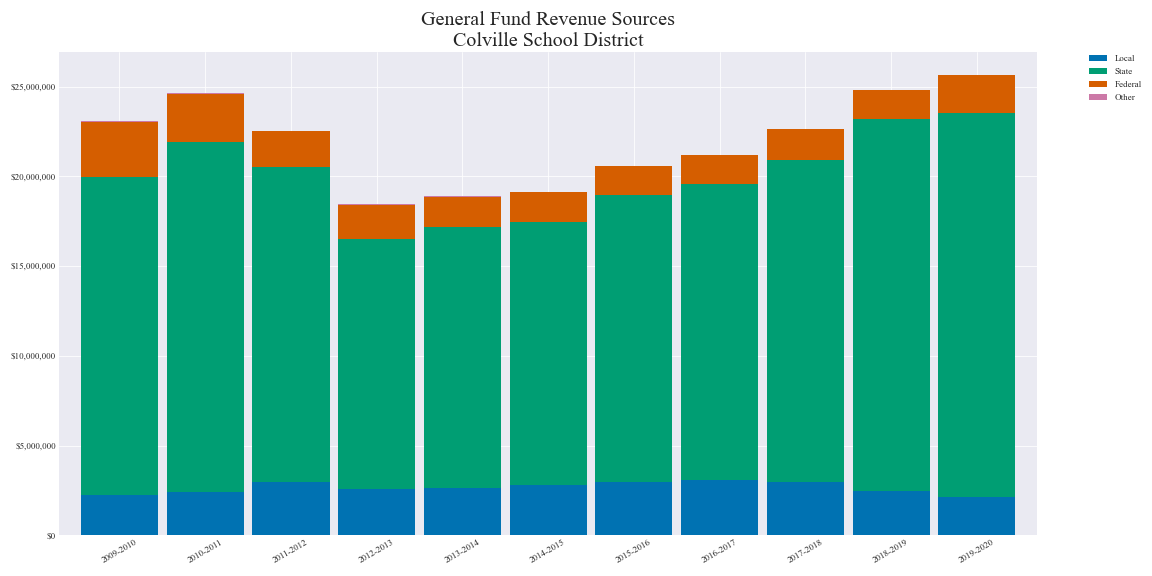 General Fund Revenue Sources
Colville School District
Local
State
Federal
Other
$25,000,000
$20,000,000
$15,000,000
$10,000,000
$5,000,000
$0
2009-2010
2010-2011
2011-2012
2012-2013
2013-2014
2014-2015
2015-2016
2016-2017
2017-2018
2018-2019
2019-2020